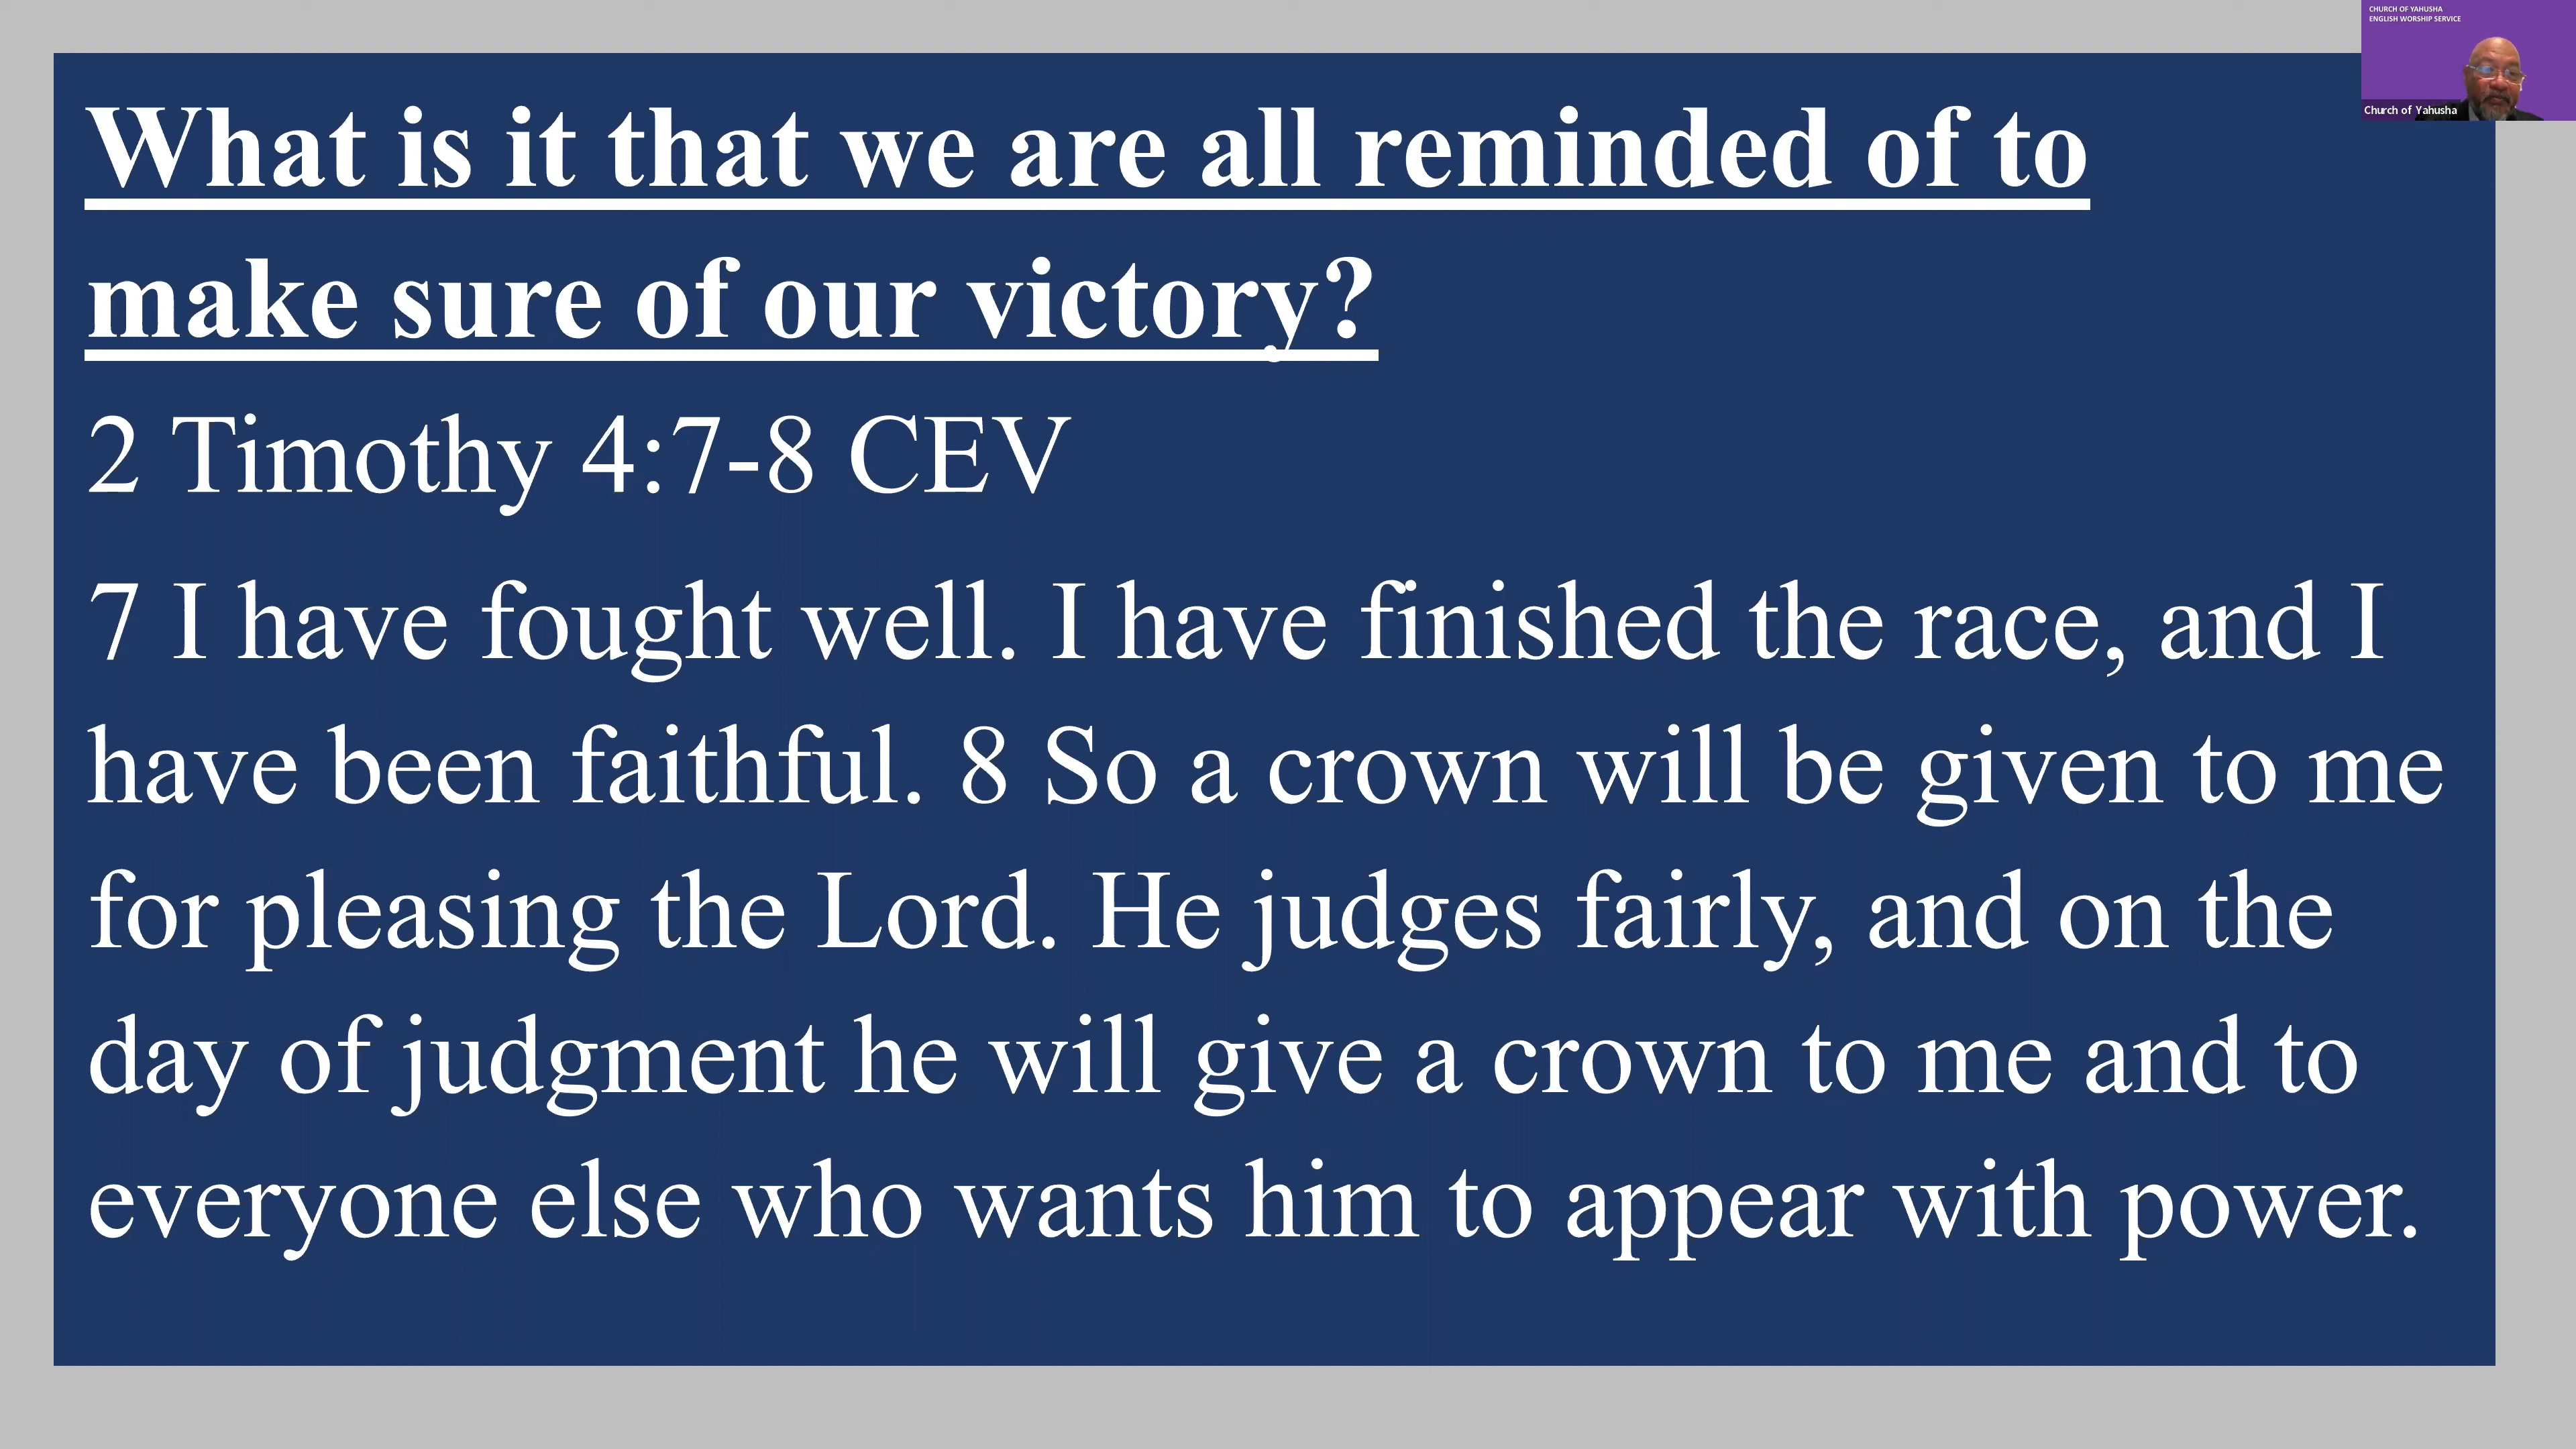 CHURCH OF YAHUSHA
ENGLISH WORSHIP SERVICE
Church of Yahusha
What is it that we are all reminded of to
make sure of our victory?
2 Timothy 4:7-8 CEV
7 I have fought well. I have finished the race, and I
have been faithful. 8 So a crown will be given to me
for pleasing the Lord. He judges fairly, and on the
day of judgment he will give a crown to me and to
everyone else who wants him to appear with power.